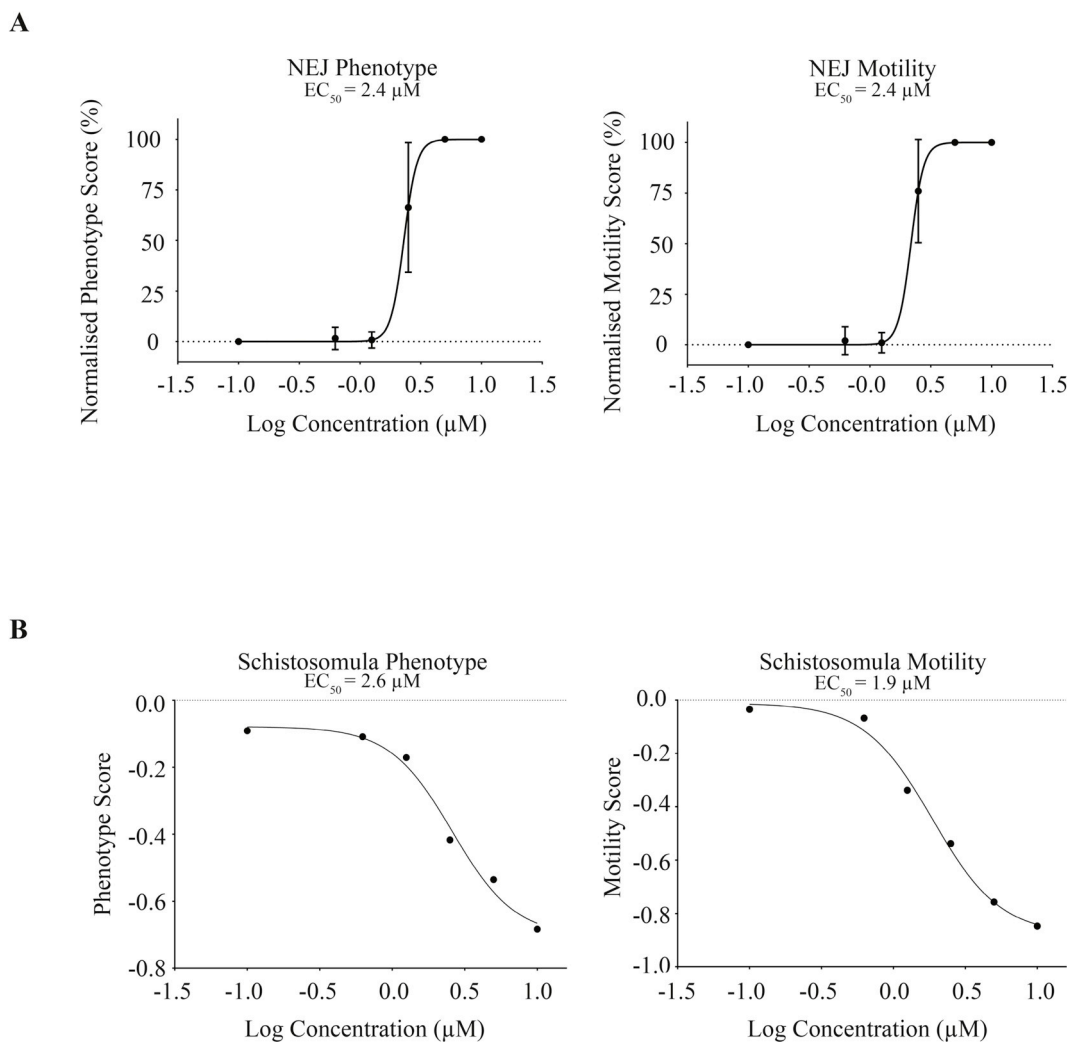 A
NEJ Phenotype
EC50 = 2.4 µM
Normalised Phenotype Score (%)
100
75
50
25
0
-1.5 -1.0 -0.5 -0.0 0.5 1.0 1.5
Log Concentration (µM)
NEJ Motility
EC50 = 2.4 µM
Normalised Motility Score (%)
100
75
50
25
0
-1.5 -1.0 -0.5 -0.0 0.5 1.0 1.5
Log Concentration (µM)
B
Schistosomula Phenotype
EC50 = 2.6 µM
Phenotype Score
0.0
-0.2
-0.4
-0.6
-0.8
-1.5 -1.0 -0.5 0.0 0.5 1.0
Log Concentration (µM)
Schistosomula Motility
EC50 = 1.9 µM
Motility Score
0.0
-0.2
-0.4
-0.6
-0.8
-1.0
-1.5 -1.0 -0.5 0.0 0.5 1.0
Log Concentration (µM)